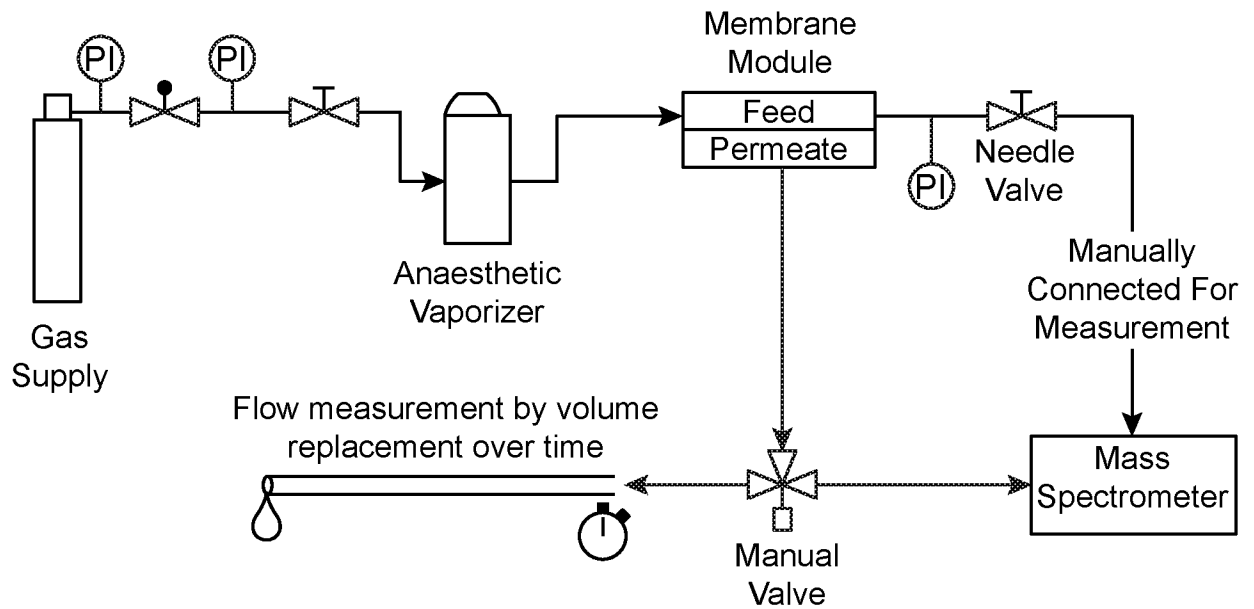 PI
PI
Membrane
Module
Feed
Permeate
PI
Needle
Valve
Anaesthetic
Vaporizer
Gas
Supply
Manually
Connected For
Measurement
Flow measurement by volume
replacement over time
Mass
Spectrometer
Manual
Valve